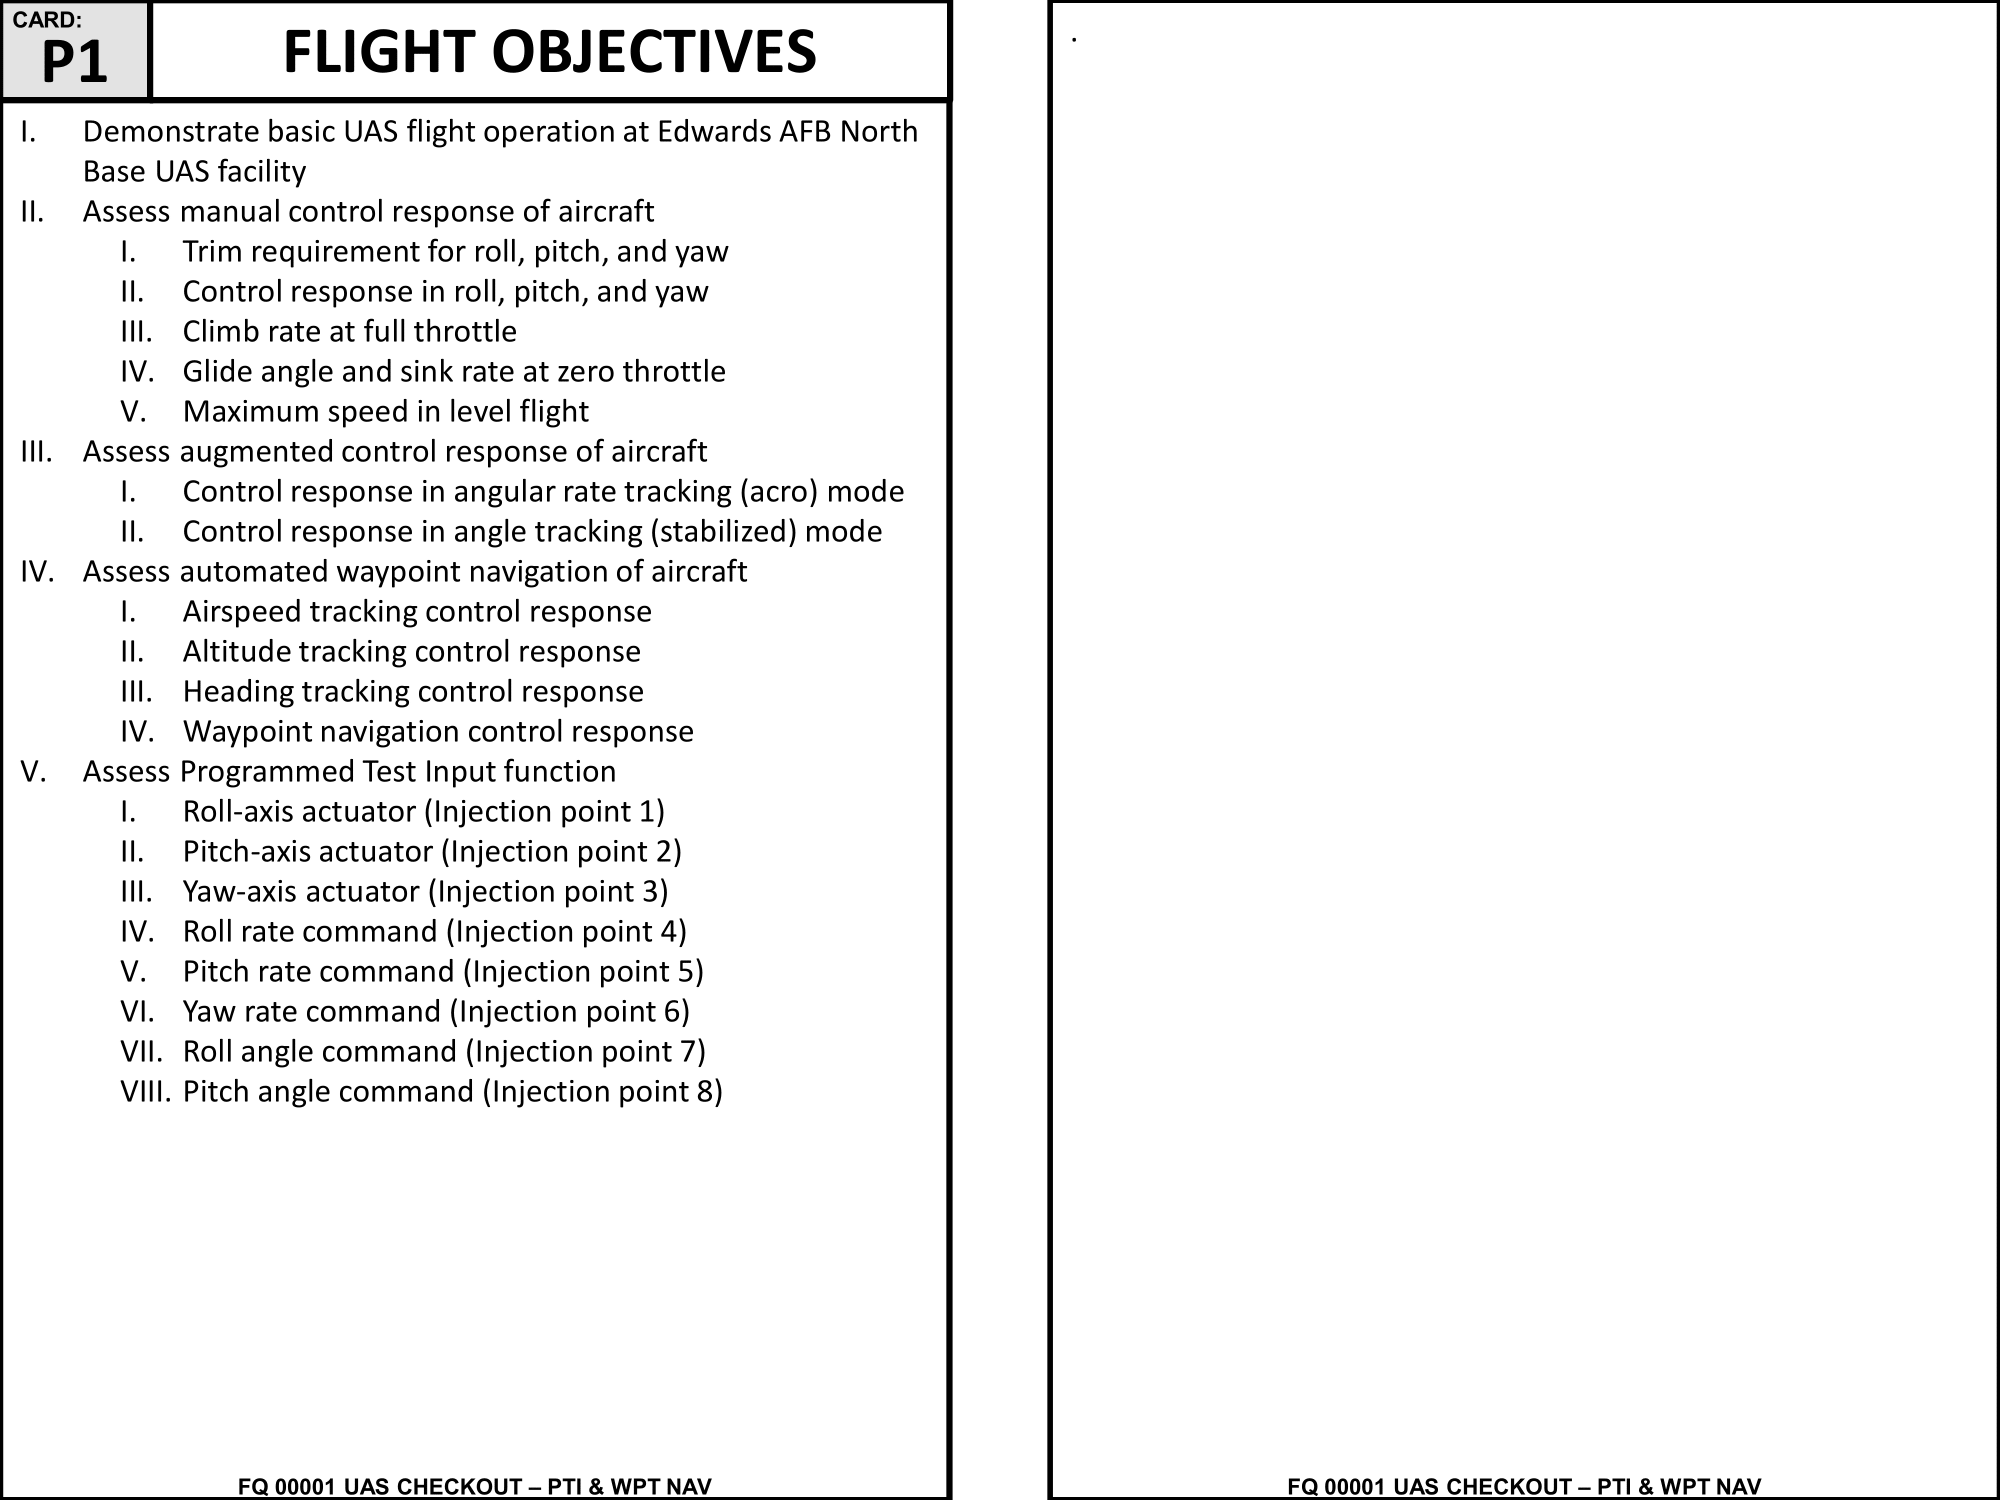 CARD:
P1
FLIGHT OBJECTIVES
I. Demonstrate basic UAS flight operation at Edwards AFB North
Base UAS facility
II. Assess manual control response of aircraft
I. Trim requirement for roll, pitch, and yaw
II. Control response in roll, pitch, and yaw
III. Climb rate at full throttle
IV. Glide angle and sink rate at zero throttle
V. Maximum speed in level flight
III. Assess augmented control response of aircraft
I. Control response in angular rate tracking (acro) mode
II. Control response in angle tracking (stabilized) mode
IV. Assess automated waypoint navigation of aircraft
I. Airspeed tracking control response
II. Altitude tracking control response
III. Heading tracking control response
IV. Waypoint navigation control response
V. Assess Programmed Test Input function
I. Roll-axis actuator (Injection point 1)
II. Pitch-axis actuator (Injection point 2)
III. Yaw-axis actuator (Injection point 3)
IV. Roll rate command (Injection point 4)
V. Pitch rate command (Injection point 5)
VI. Yaw rate command (Injection point 6)
VII. Roll angle command (Injection point 7)
VIII. Pitch angle command (Injection point 8)
FQ 00001 UAS CHECKOUT – PTI & WPT NAV
.
FQ 00001 UAS CHECKOUT – PTI & WPT NAV